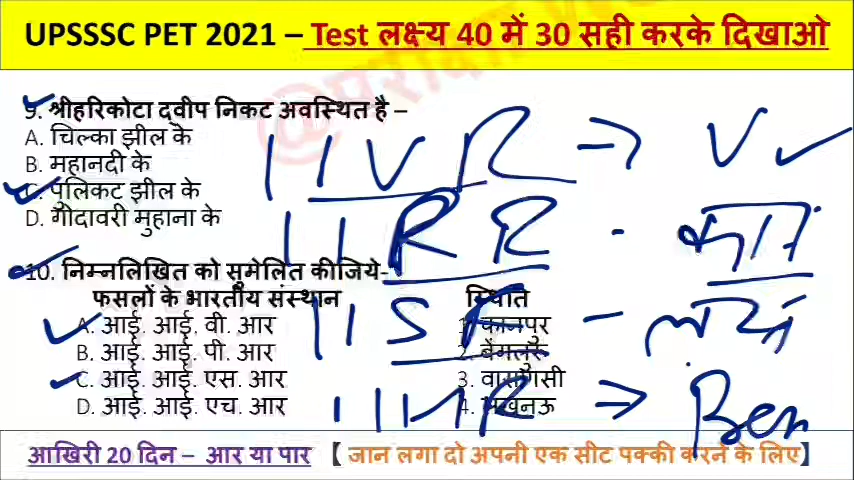 UPSSSC PET 2021 – Test लक्ष्य 40 में 30 सही करके दिखाओ
9. श्रीहरिकोटा द्वीप निकट अवस्थित है –
A. चिल्का झील के
B. महानदी के
C. पुलिकट झील के
D. गोदावरी मुहाना के
10. निम्नलिखित को सुमेलित कीजिये-
फसलों के भारतीय संस्थान स्थिति
A. आई. आई. वी. आर 1. कानपुर
B. आई. आई. पी. आर 2. बेंगलुरु
C. आई. आई. एस. आर 3. वाराणसी
D. आई. आई. एच. आर 4. लखनऊ
IIVR → V
IIHR → Ben
आखिरी 20 दिन – आर या पार 【 जान लगा दो अपनी एक सीट पक्की करने के लिए】